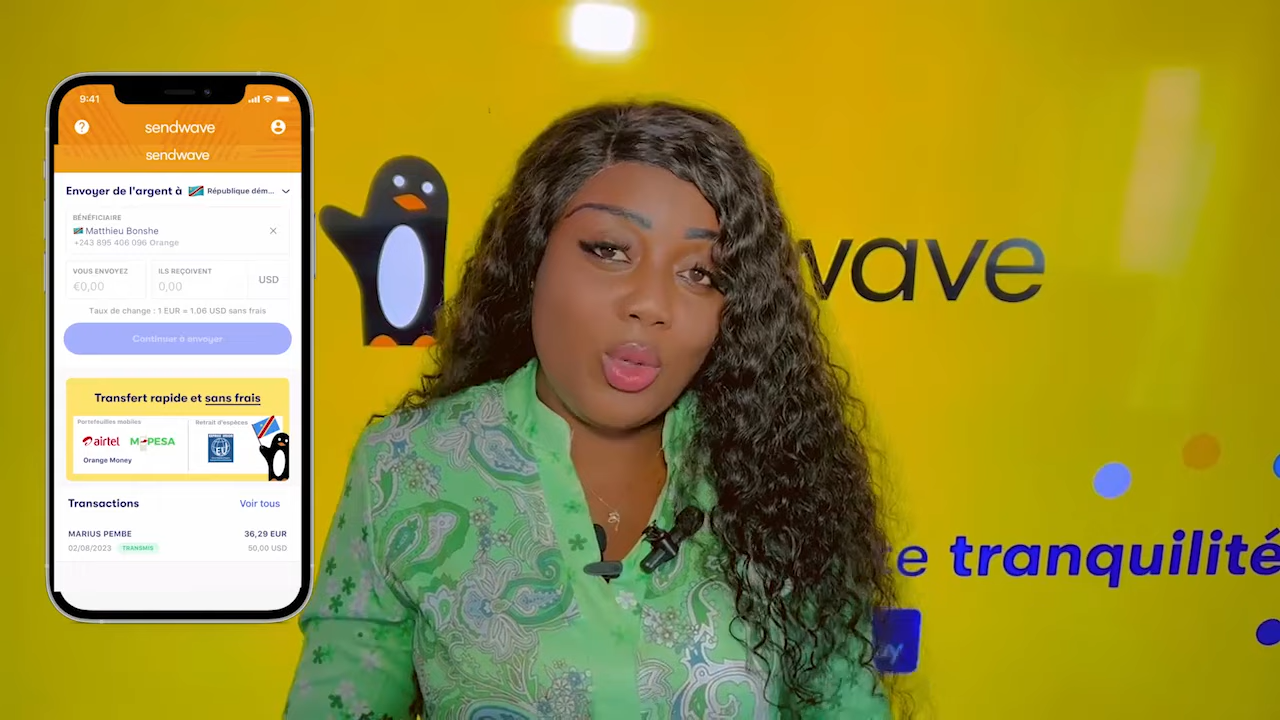 9:41
sendwave
sendwave
Envoyer de l'argent à République dém...
BÉNÉFICIAIRE
Matthieu Bonshe
+243 895 406 096 Orange
VOUS ENVOYEZ
ILS REÇOIVENT
€0,00
0,00
USD
Taux de change : 1 EUR = 1.06 USD sans frais
Continuer à envoyer
Transfert rapide et sans frais
Portefeuilles mobiles
Retrait d'espèces
airtel
M-PESA
Orange Money
Transactions
Voir tous
MARIUS PEMBE
36,29 EUR
02/08/2023
TRANSMIS
50,00 USD
wave
e tranquilité